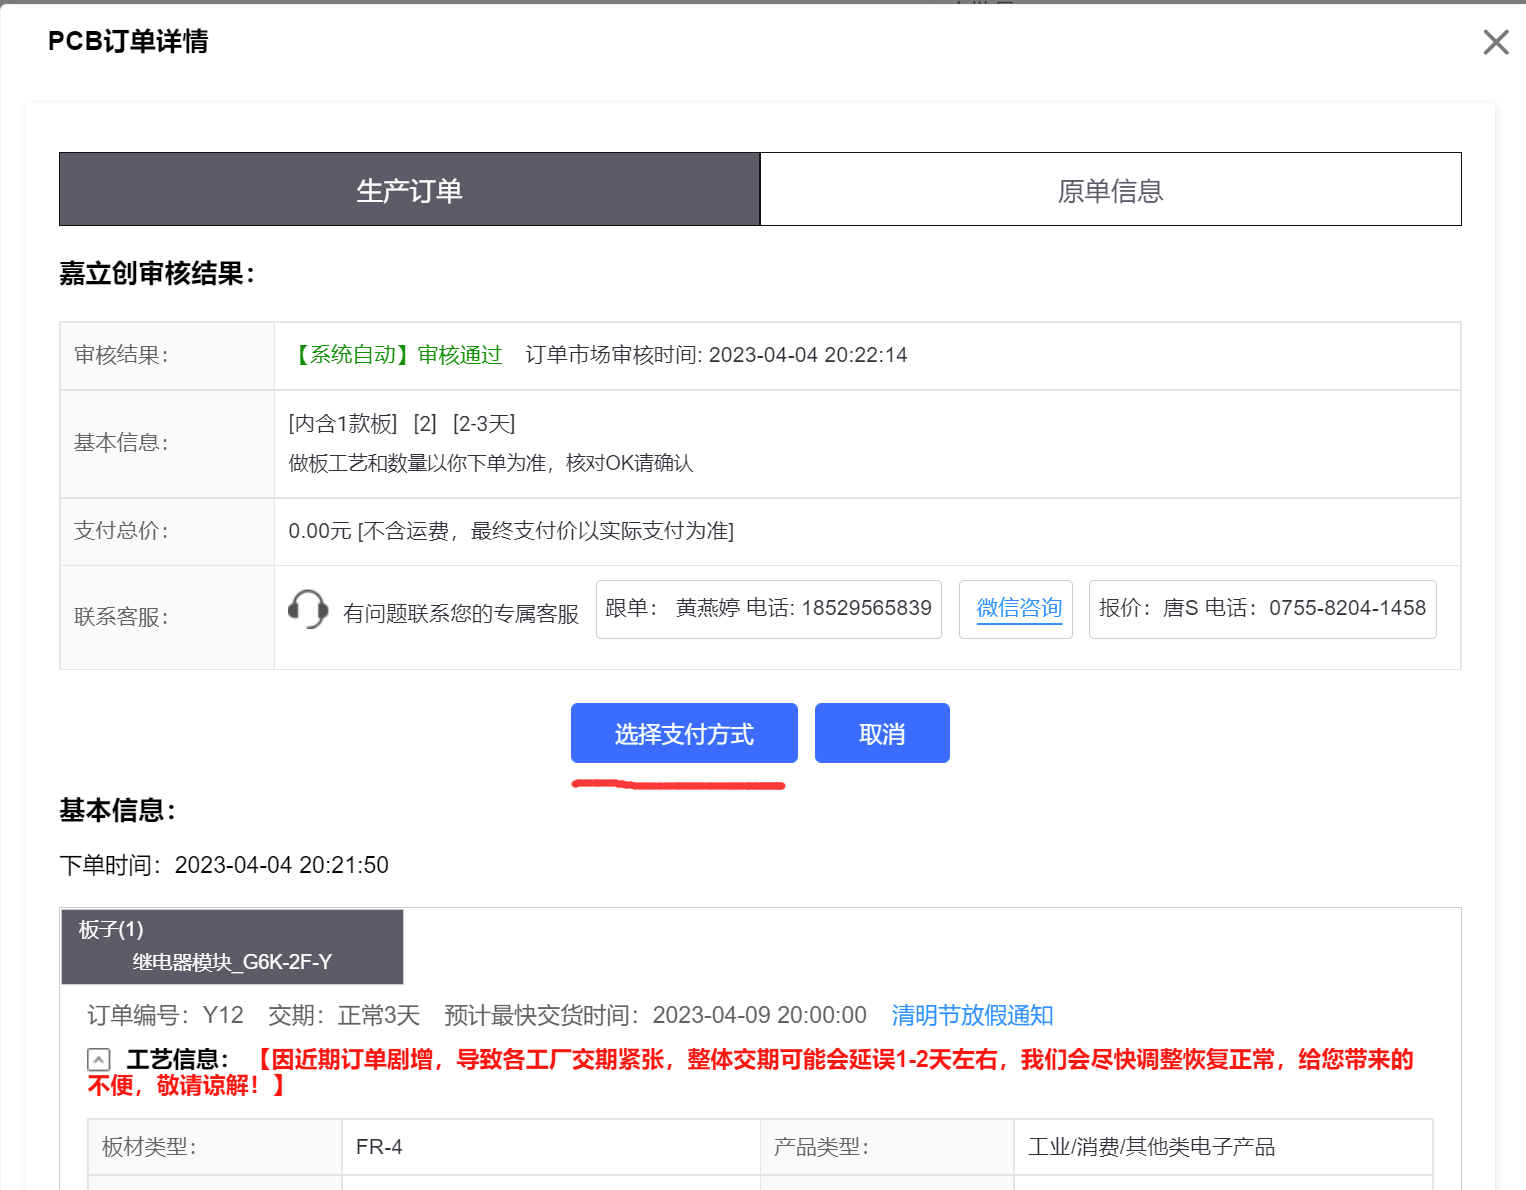 PCB订单详情
生产订单
原单信息
嘉立创审核结果：
审核结果：
【系统自动】审核通过 订单市场审核时间: 2023-04-04 20:22:14
基本信息：
[内含1款板] [2] [2-3天]
做板工艺和数量以你下单为准，核对OK请确认
支付总价：
0.00元 [不含运费，最终支付价以实际支付为准]
联系客服：
有问题联系您的专属客服
跟单： 黄燕婷 电话: 18529565839
微信咨询
报价：唐S 电话：0755-8204-1458
选择支付方式
取消
基本信息：
下单时间：2023-04-04 20:21:50
板子(1)
继电器模块_G6K-2F-Y
订单编号：Y12 交期：正常3天 预计最快交货时间：2023-04-09 20:00:00 清明节放假通知
工艺信息：【因近期订单剧增，导致各工厂交期紧张，整体交期可能会延误1-2天左右，我们会尽快调整恢复正常，给您带来的
不便，敬请谅解！】
板材类型：
FR-4
产品类型：
工业/消费/其他类电子产品